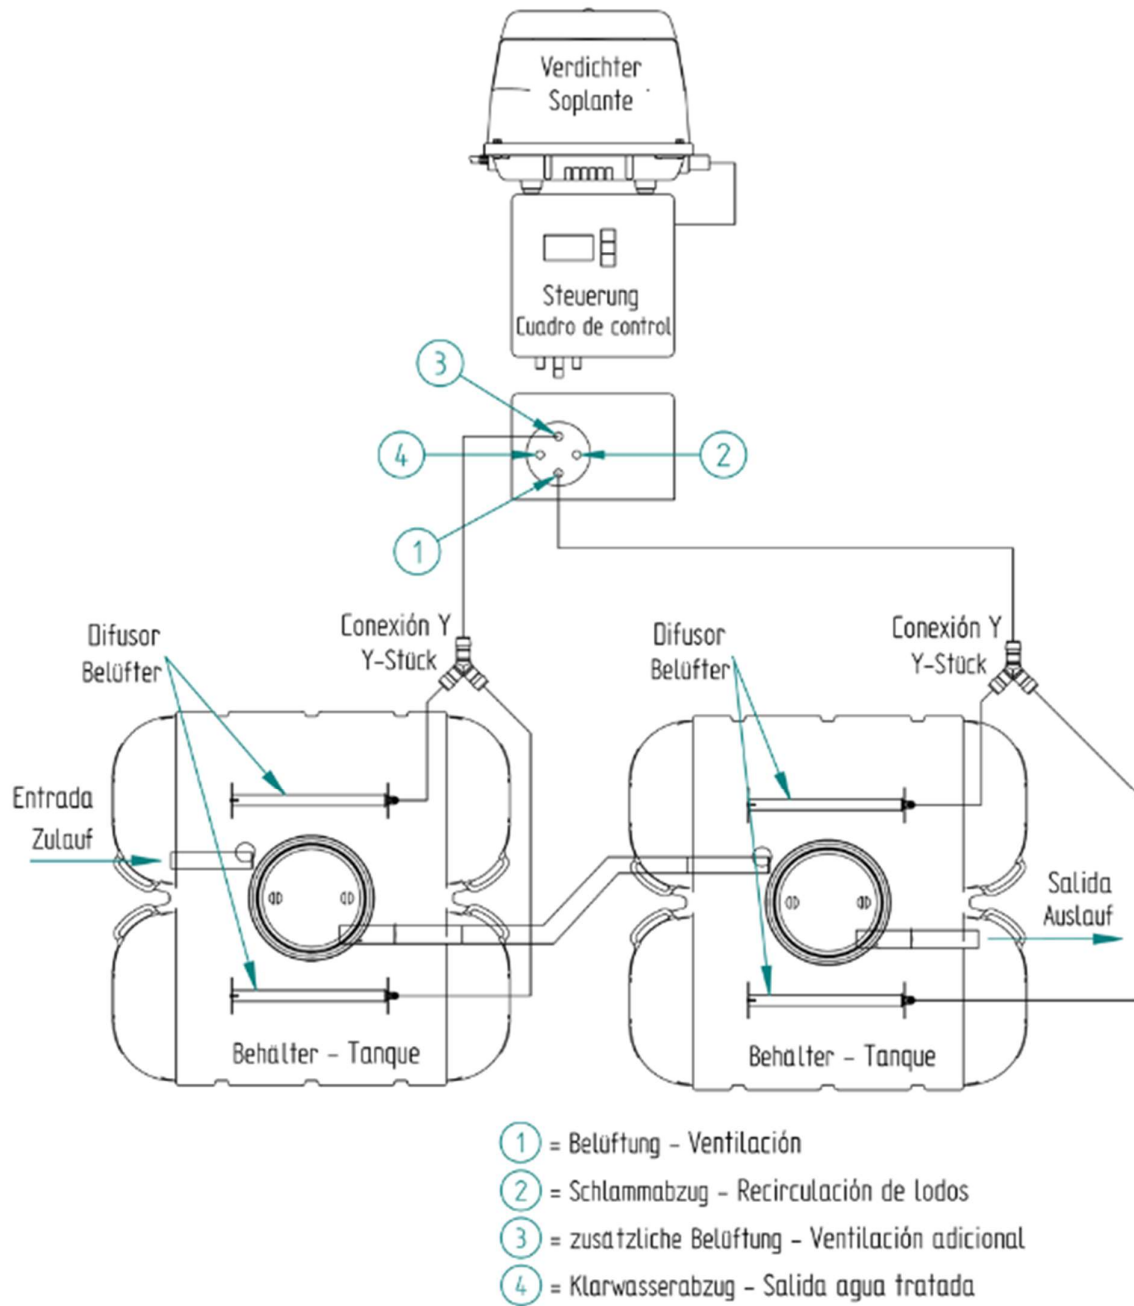 Verdichter
Soplante
Steuerung
Cuadro de control
3
4
2
1
Difusor
Belüfter
Conexión Y
Y-Stück
Difusor
Belüfter
Conexión Y
Y-Stück
Entrada
Zulauf
Salida
Auslauf
Behälter - Tanque
Behälter - Tanque
1 = Belüftung - Ventilación
2 = Schlammabzug - Recirculación de lodos
3 = zusätzliche Belüftung - Ventilación adicional
4 = Klarwasserabzug - Salida agua tratada